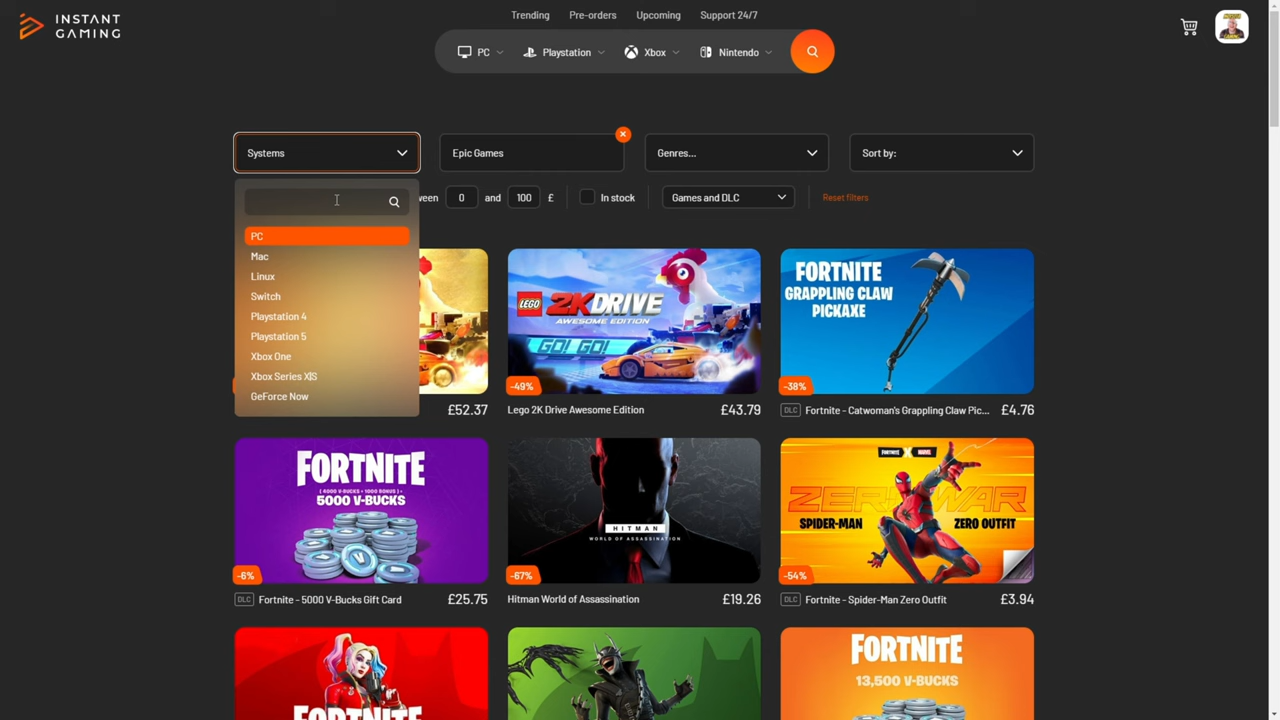 INSTANT
GAMING
Trending
Pre-orders
Upcoming
Support 24/7
PC
Playstation
Xbox
Nintendo
Systems
Epic Games
Genres...
Sort by:
ween 0 and 100 £
In stock
Games and DLC
Reset filters
PC
Mac
Linux
Switch
Playstation 4
Playstation 5
Xbox One
Xbox Series X|S
GeForce Now
£52.37
LEGO 2KDRIVE
AWESOME EDITION
GO! GO!
-49%
Lego 2K Drive Awesome Edition £43.79
FORTNITE
GRAPPLING CLAW
PICKAXE
-38%
DLC Fortnite - Catwoman's Grappling Claw Pic... £4.76
FORTNITE
5000 V-BUCKS
-6%
DLC Fortnite - 5000 V-Bucks Gift Card £25.75
HITMAN
WORLD OF ASSASSINATION
-67%
Hitman World of Assassination £19.26
FORTNITE X MARVEL
ZERO WAR
SPIDER-MAN ZERO OUTFIT
-54%
DLC Fortnite - Spider-Man Zero Outfit £3.94
FORTNITE
FORTNITE
FORTNITE
13,500 V-BUCKS